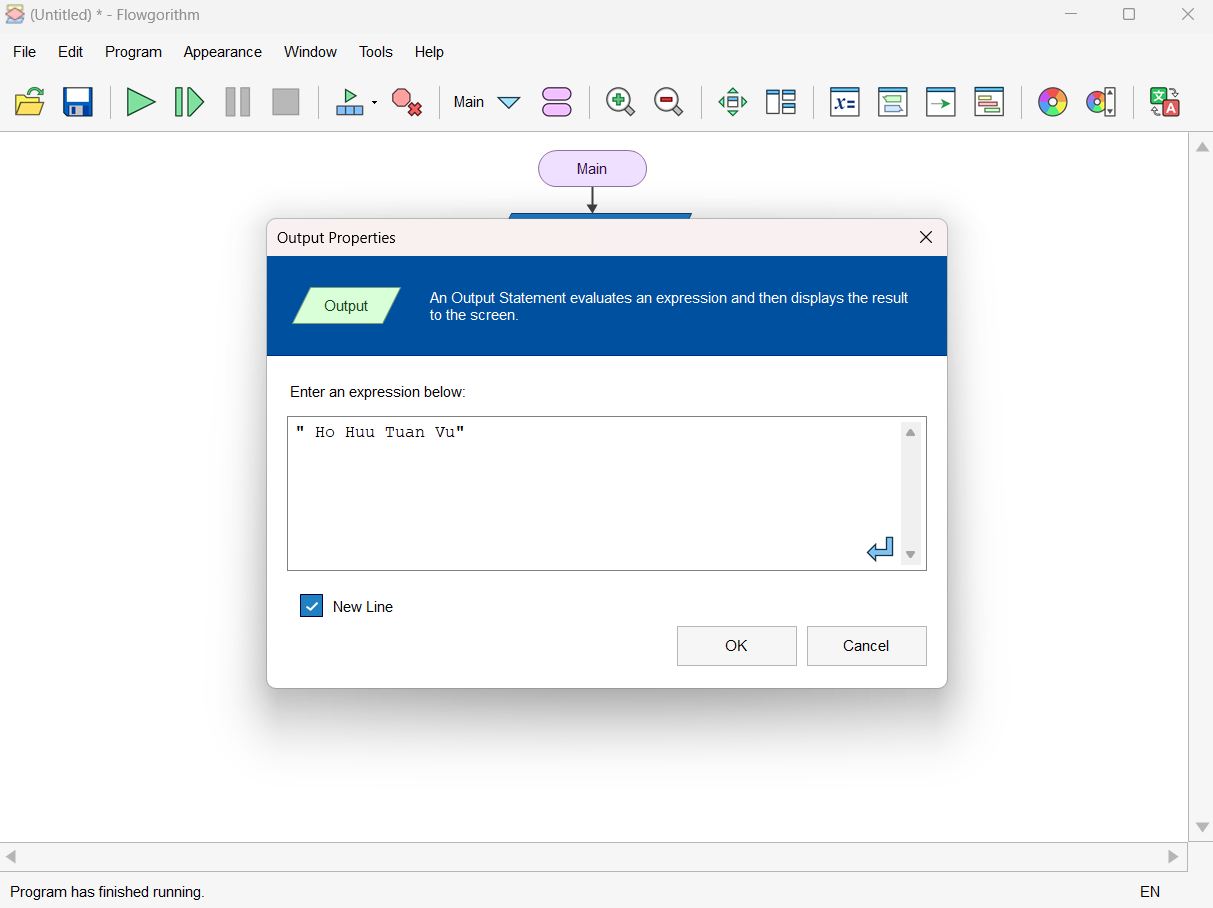 (Untitled) * - Flowgorithm
File Edit Program Appearance Window Tools Help
Main
Main
Output Properties
Output
An Output Statement evaluates an expression and then displays the result
to the screen.
Enter an expression below:
" Ho Huu Tuan Vu"
New Line
OK Cancel
Program has finished running. EN